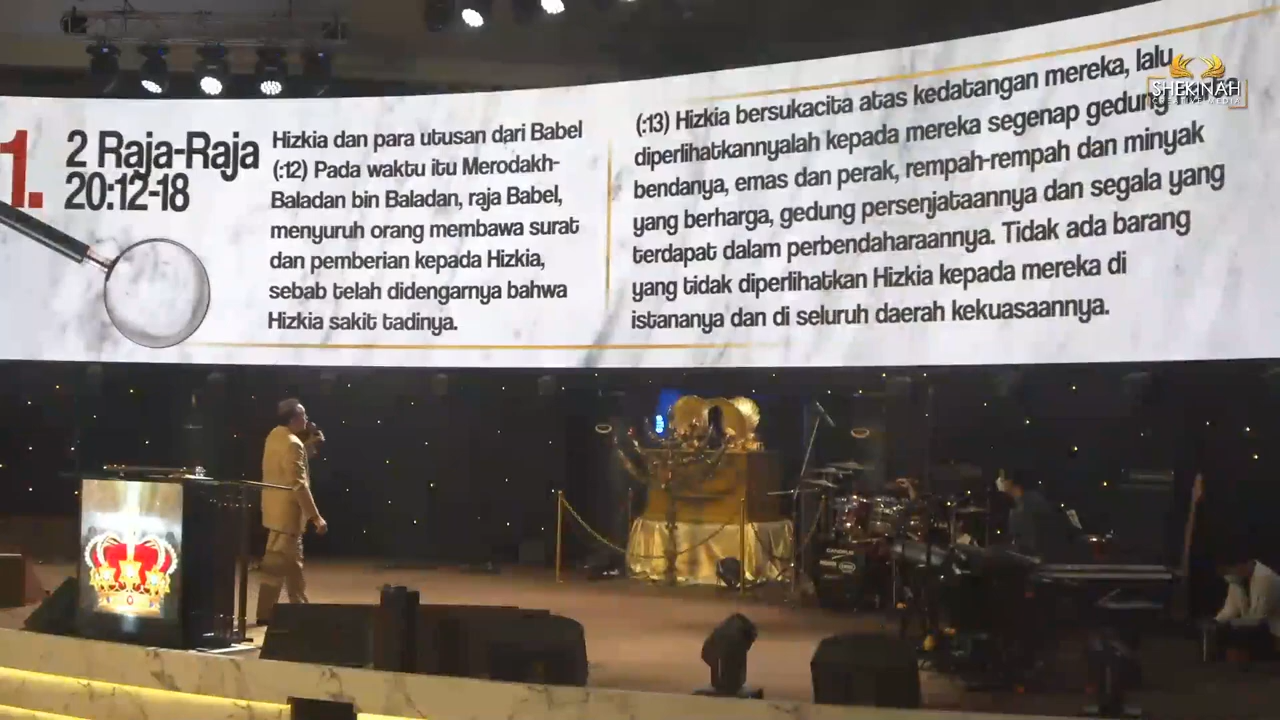 1.
2 Raja-Raja
20:12-18
Hizkia dan para utusan dari Babel
(:12) Pada waktu itu Merodakh-
Baladan bin Baladan, raja Babel,
menyuruh orang membawa surat
dan pemberian kepada Hizkia,
sebab telah didengarnya bahwa
Hizkia sakit tadinya.
(:13) Hizkia bersukacita atas kedatangan mereka, lalu
diperlihatkannyalah kepada mereka segenap gedung
bendanya, emas dan perak, rempah-rempah dan minyak
yang berharga, gedung persenjataannya dan segala yang
terdapat dalam perbendaharaannya. Tidak ada barang
yang tidak diperlihatkan Hizkia kepada mereka di
istananya dan di seluruh daerah kekuasaannya.
SHEKINAH
CREATIVE MEDIA